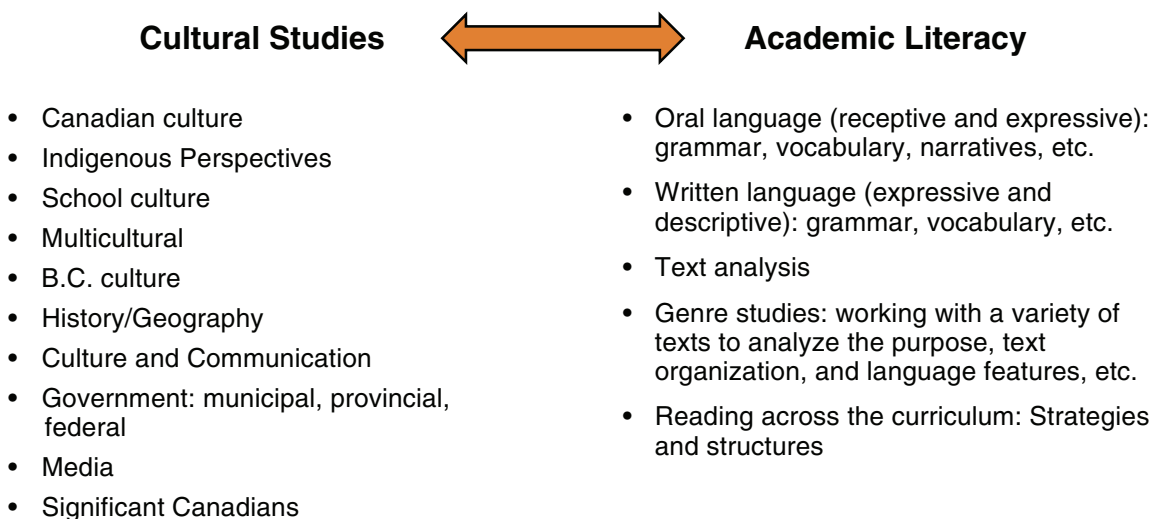 Cultural Studies
Academic Literacy
• Canadian culture
• Indigenous Perspectives
• School culture
• Multicultural
• B.C. culture
• History/Geography
• Culture and Communication
• Government: municipal, provincial,
federal
• Media
• Significant Canadians
• Oral language (receptive and expressive):
grammar, vocabulary, narratives, etc.
• Written language (expressive and
descriptive): grammar, vocabulary, etc.
• Text analysis
• Genre studies: working with a variety of
texts to analyze the purpose, text
organization, and language features, etc.
• Reading across the curriculum: Strategies
and structures